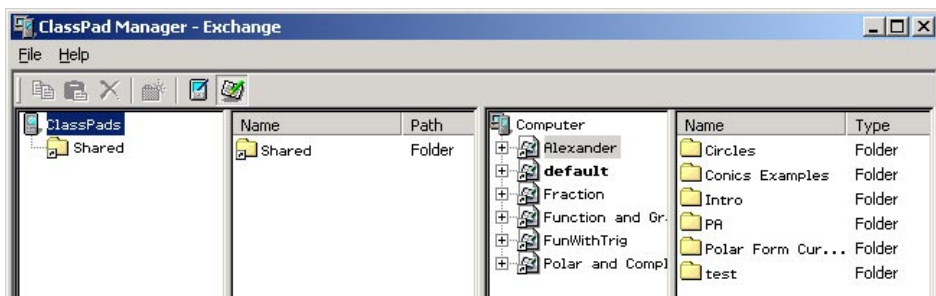 ClassPad Manager - Exchange
File Help
ClassPads
Shared
Name Path
Shared Folder
Computer
Alexander
default
Fraction
Function and Gr.
FunWithTrig
Polar and Compl
Name Type
Circles Folder
Conics Examples Folder
Intro Folder
PA Folder
Polar Form Cur... Folder
test Folder